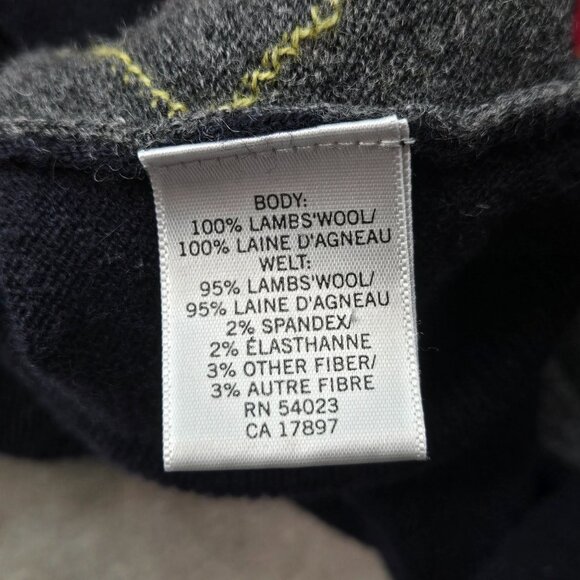 BODY:
100% LAMBS'WOOL/
100% LAINE D'AGNEAU
WELT:
95% LAMBS'WOOL/
95% LAINE D'AGNEAU
2% SPANDEX/
2% ÉLASTHANNE
3% OTHER FIBER/
3% AUTRE FIBRE
RN 54023
CA 17897